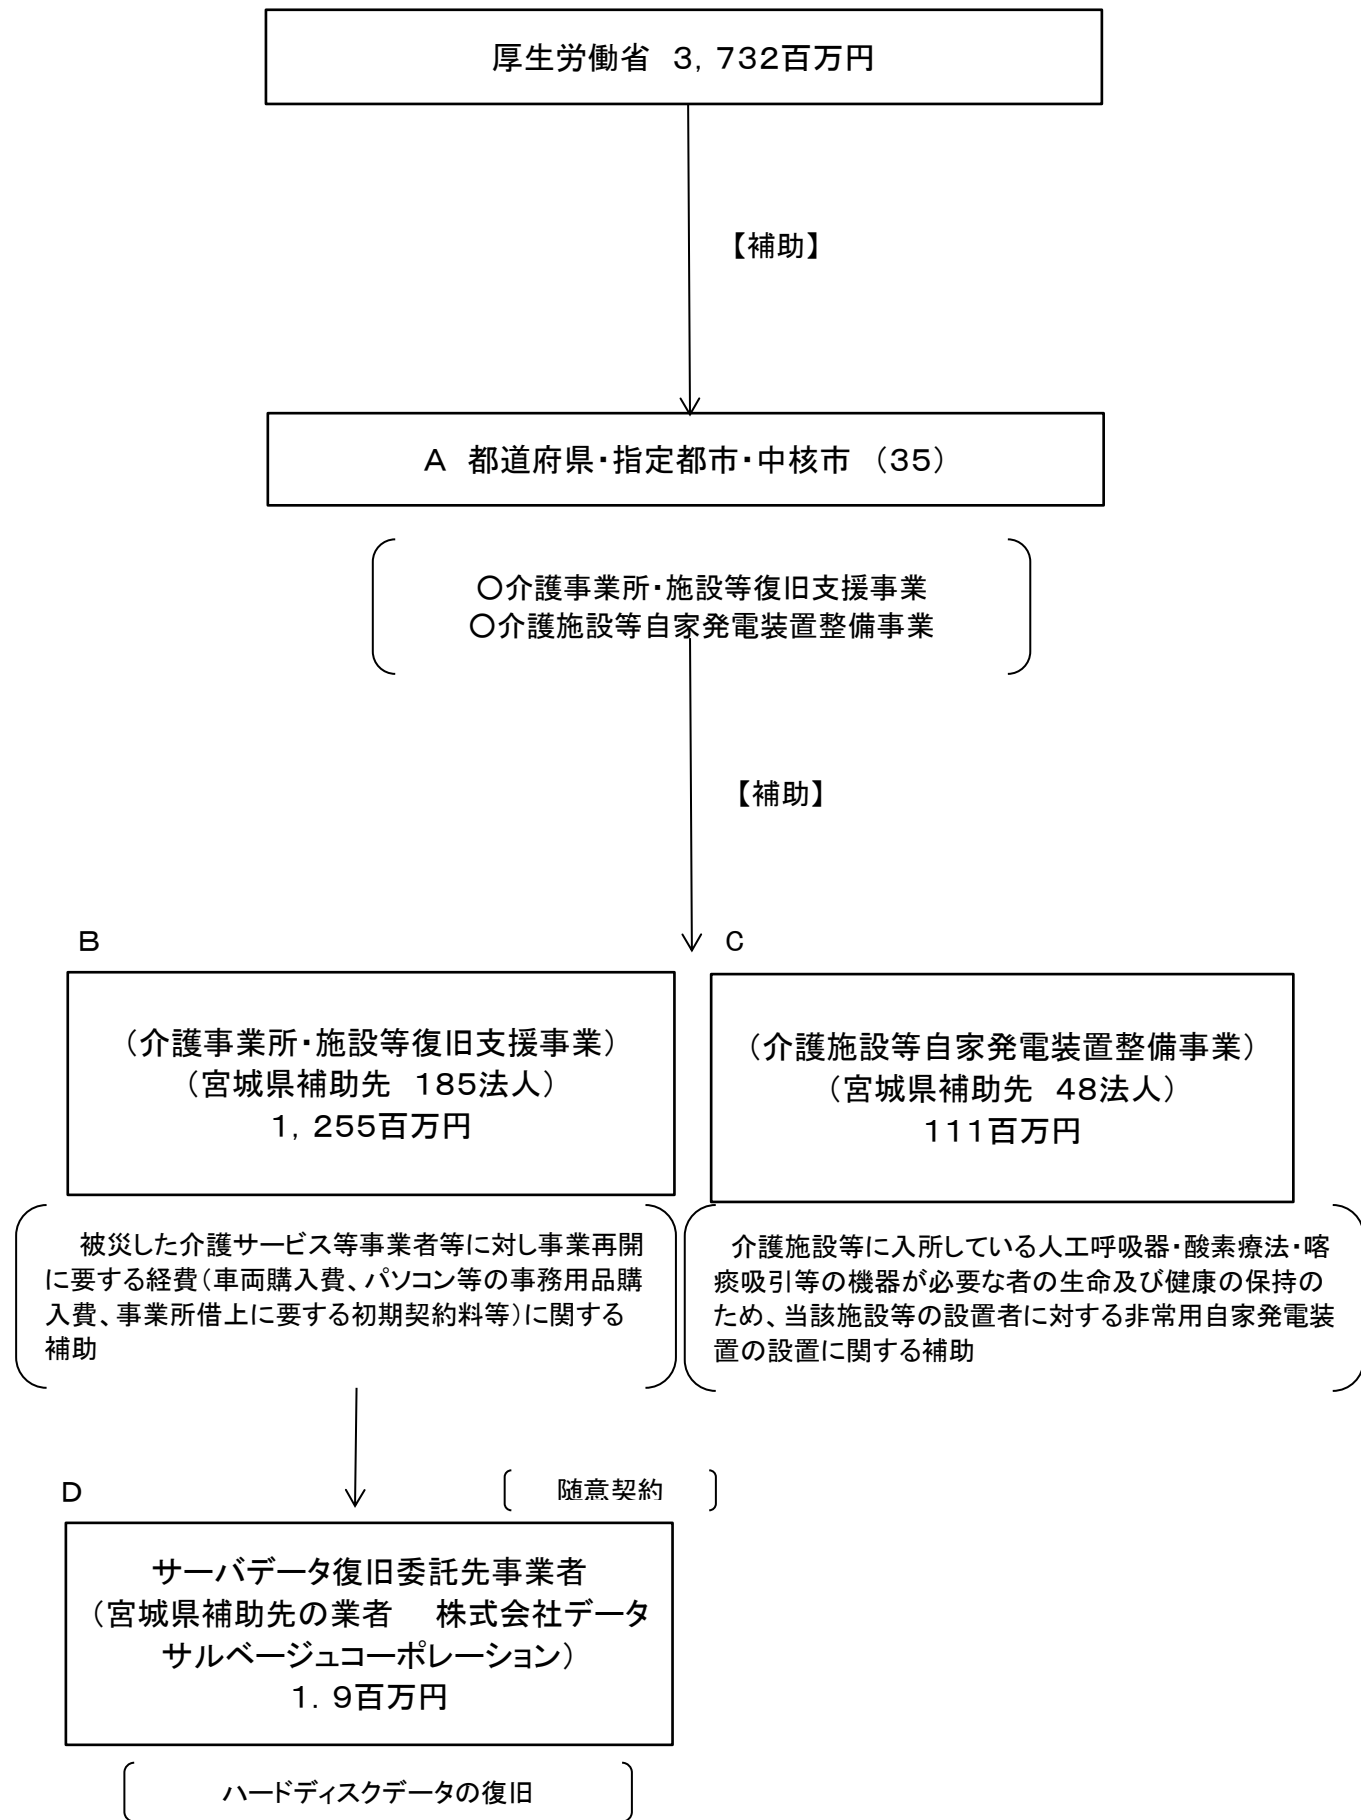 厚生労働省　３，７３２百万円
【補助】
Ａ　都道府県・指定都市・中核市　（３５）
○介護事業所・施設等復旧支援事業
○介護施設等自家発電装置整備事業
【補助】
Ｂ
Ｃ
（介護事業所・施設等復旧支援事業）
（宮城県補助先　１８５法人）
１，２５５百万円
（介護施設等自家発電装置整備事業）
（宮城県補助先　４８法人）
１１１百万円
被災した介護サービス等事業者等に対し事業再開
に要する経費（車両購入費、パソコン等の事務用品購
入費、事業所借上に要する初期契約料等）に関する
補助
介護施設等に入所している人工呼吸器・酸素療法・喀
痰吸引等の機器が必要な者の生命及び健康の保持の
ため、当該施設等の設置者に対する非常用自家発電装
置の設置に関する補助
Ｄ
随意契約
サーバデータ復旧委託先事業者
（宮城県補助先の業者　株式会社データ
サルベージュコーポレーション）
１．９百万円
ハードディスクデータの復旧